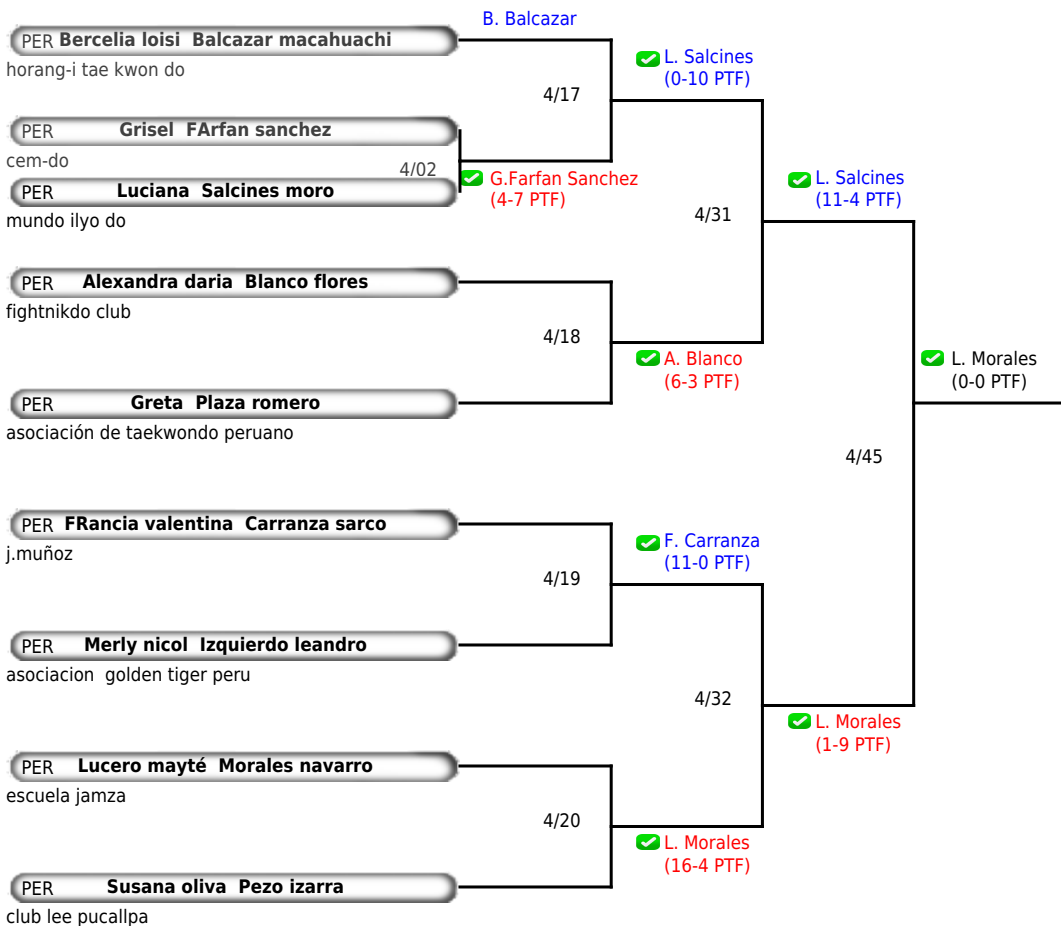 B. Balcazar
PER Bercelia loisi Balcazar macahuachi
horang-i tae kwon do
L. Salcines
(0-10 PTF)
4/17
PER Grisel FArfan sanchez
cem-do
4/02
G.Farfan Sanchez
(4-7 PTF)
PER Luciana Salcines moro
mundo ilyo do
L. Salcines
(11-4 PTF)
4/31
PER Alexandra daria Blanco flores
fightnikdo club
4/18
A. Blanco
(6-3 PTF)
L. Morales
(0-0 PTF)
PER Greta Plaza romero
asociación de taekwondo peruano
4/45
PER FRancia valentina Carranza sarco
j.muñoz
F. Carranza
(11-0 PTF)
4/19
PER Merly nicol Izquierdo leandro
asociacion golden tiger peru
4/32
L. Morales
(1-9 PTF)
PER Lucero mayté Morales navarro
escuela jamza
4/20
L. Morales
(16-4 PTF)
PER Susana oliva Pezo izarra
club lee pucallpa